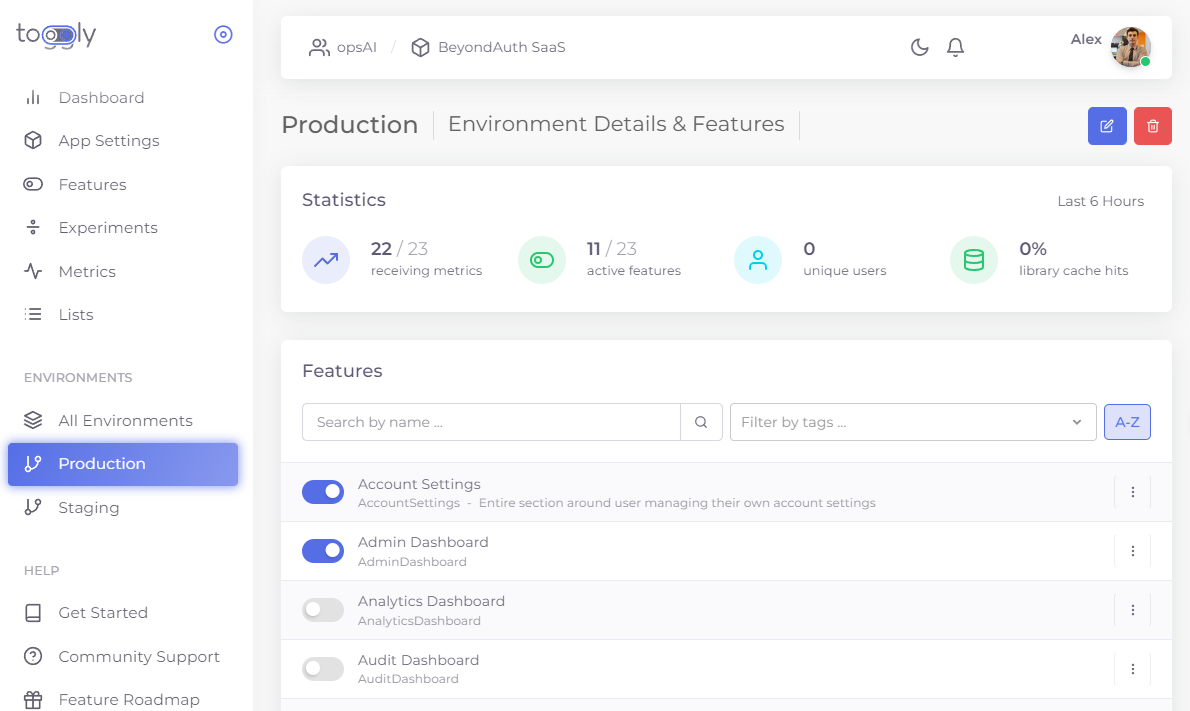 toggly
Dashboard
App Settings
Features
Experiments
Metrics
Lists
ENVIRONMENTS
All Environments
Production
Staging
HELP
Get Started
Community Support
Feature Roadmap
opsAI / BeyondAuth SaaS
Alex
Production
Environment Details & Features
Statistics
Last 6 Hours
22 / 23
receiving metrics
11 / 23
active features
0
unique users
0%
library cache hits
Features
Search by name ...
Filter by tags ...
A-Z
Account Settings
AccountSettings - Entire section around user managing their own account settings
Admin Dashboard
AdminDashboard
Analytics Dashboard
AnalyticsDashboard
Audit Dashboard
AuditDashboard